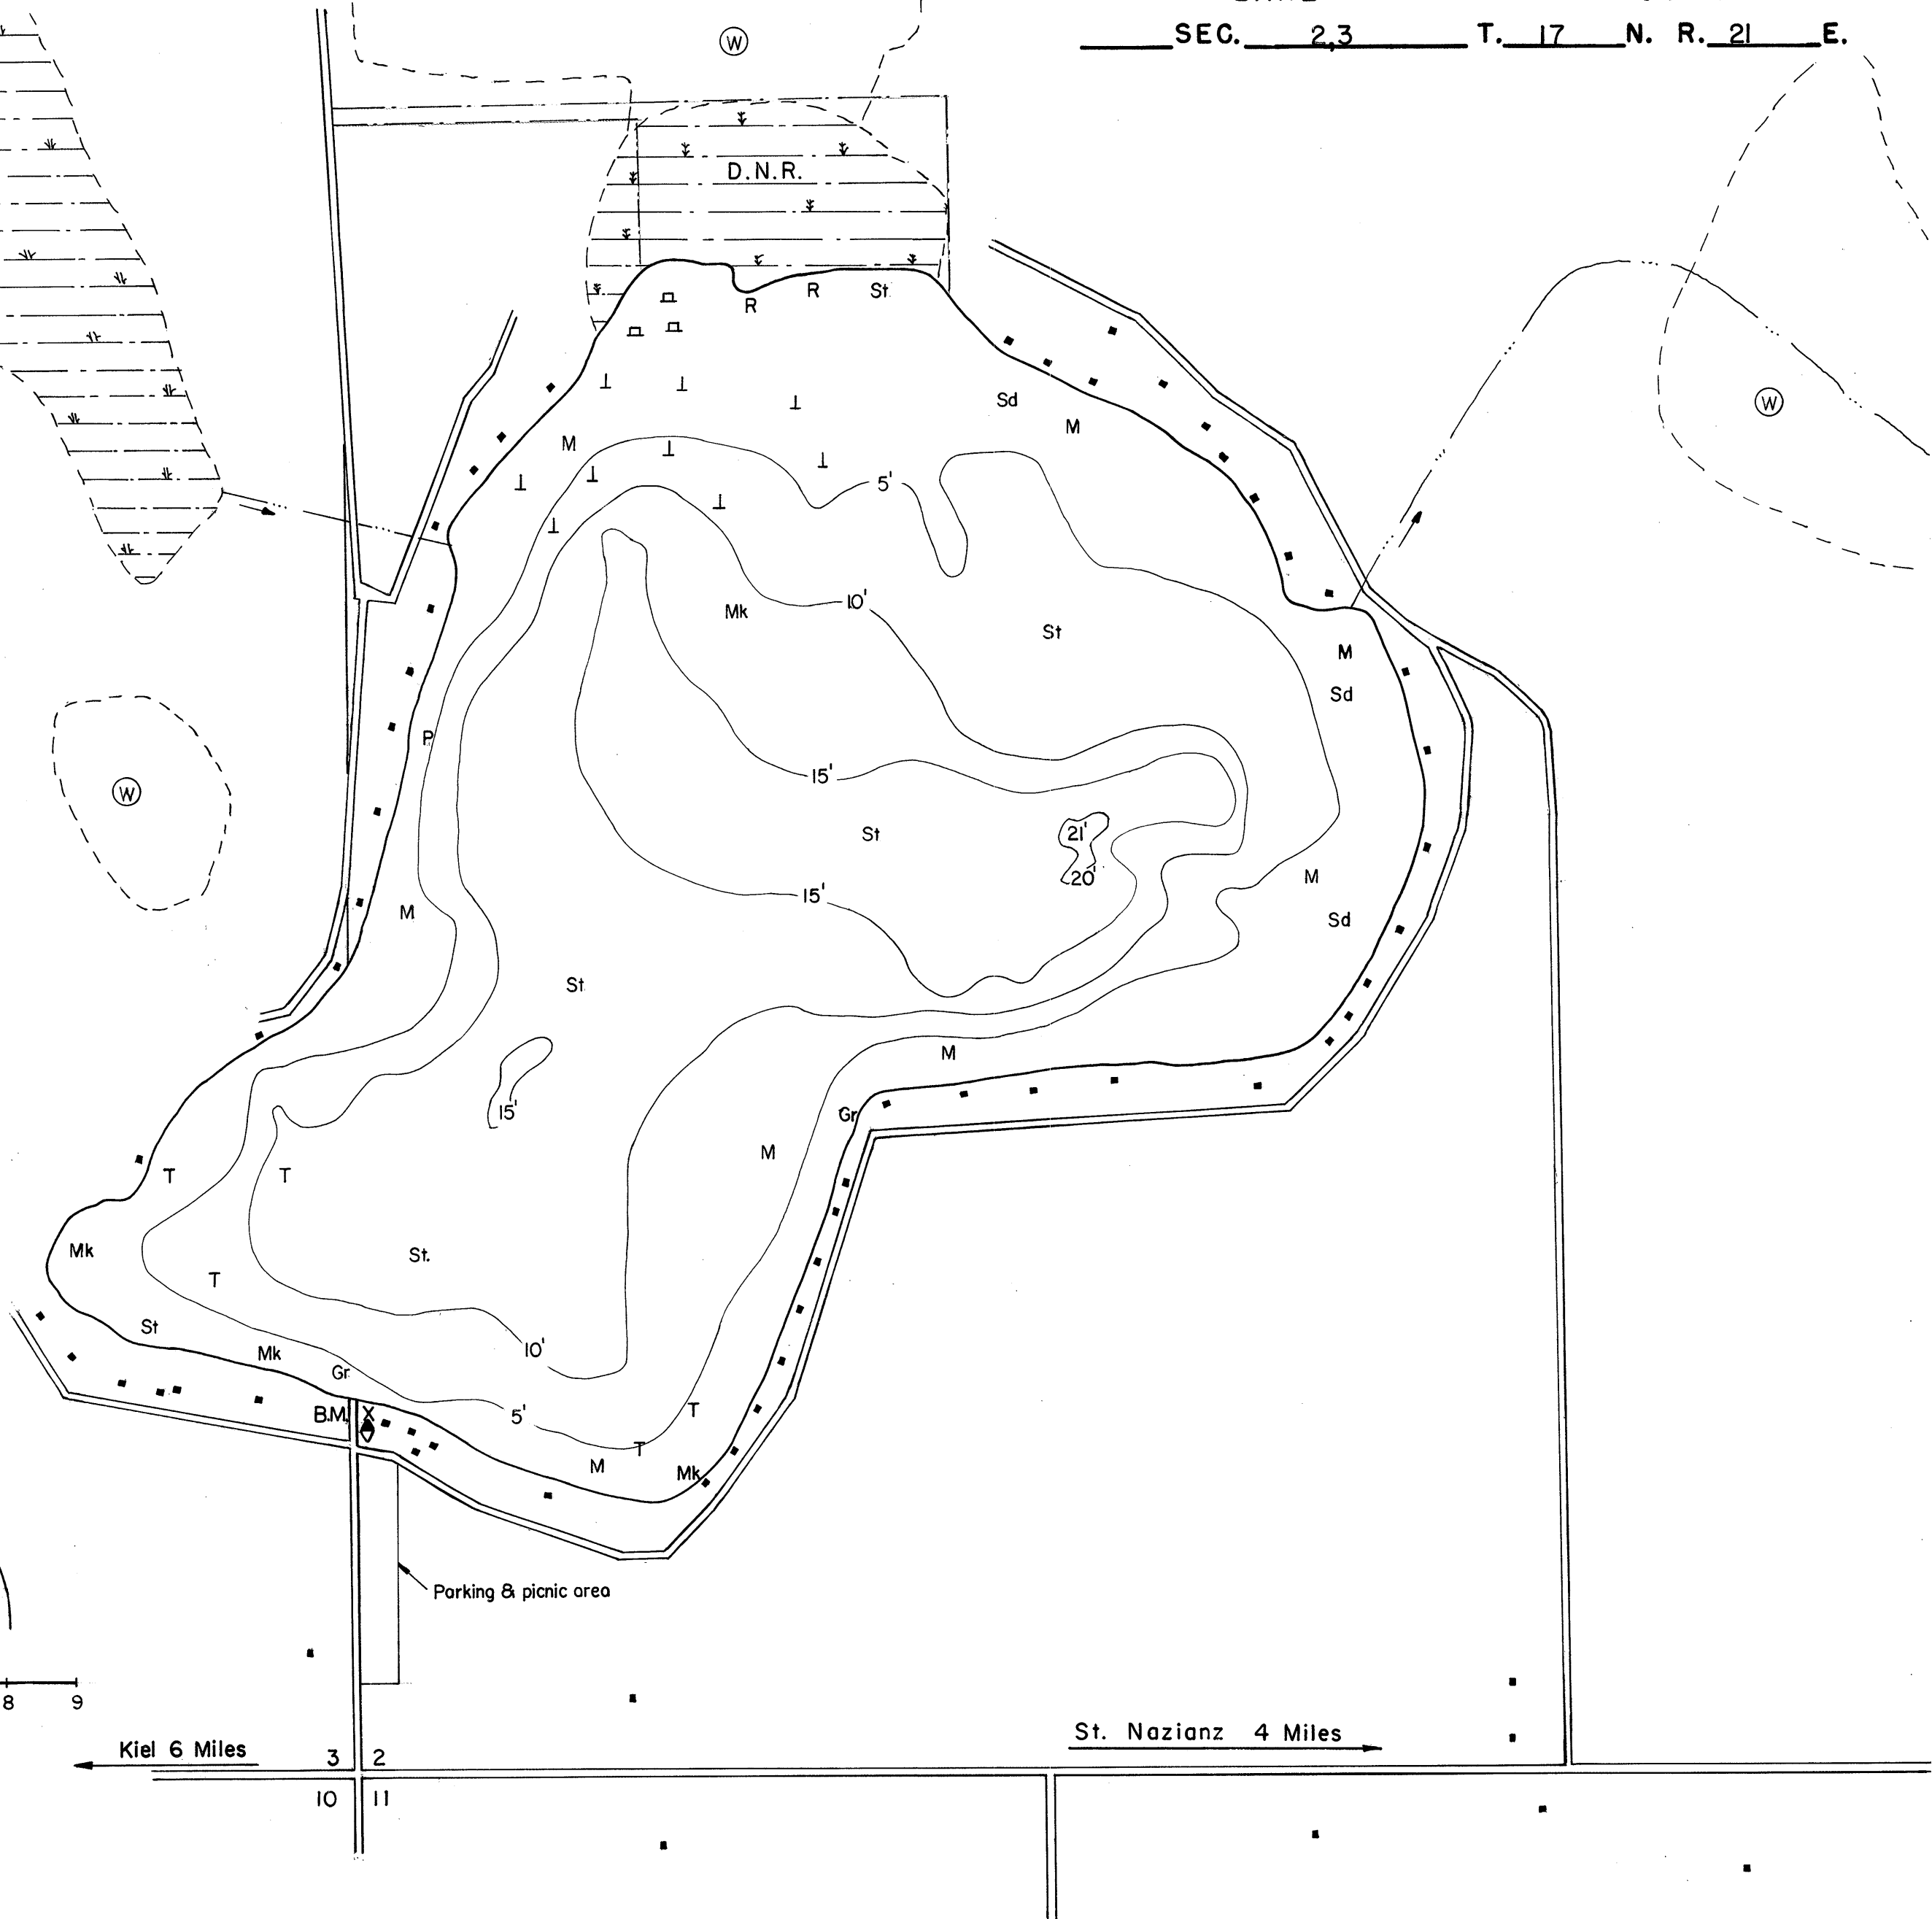 SEC. 2,3 T. 17 N. R. 21 E.
W
D.N.R.
R R St
Sd
M M
W
5'
Mk 10' St
M
Sd
P
15'
W
St 21'
20'
M 15' M
Sd
St
M
15' Gr
M
T T
Mk St.
T
St
Mk 10'
Gr
B.M. X 5' T
T
M Mk
Parking & picnic area
8 9
St. Nazianz 4 Miles
Kiel 6 Miles 3 2
10 11